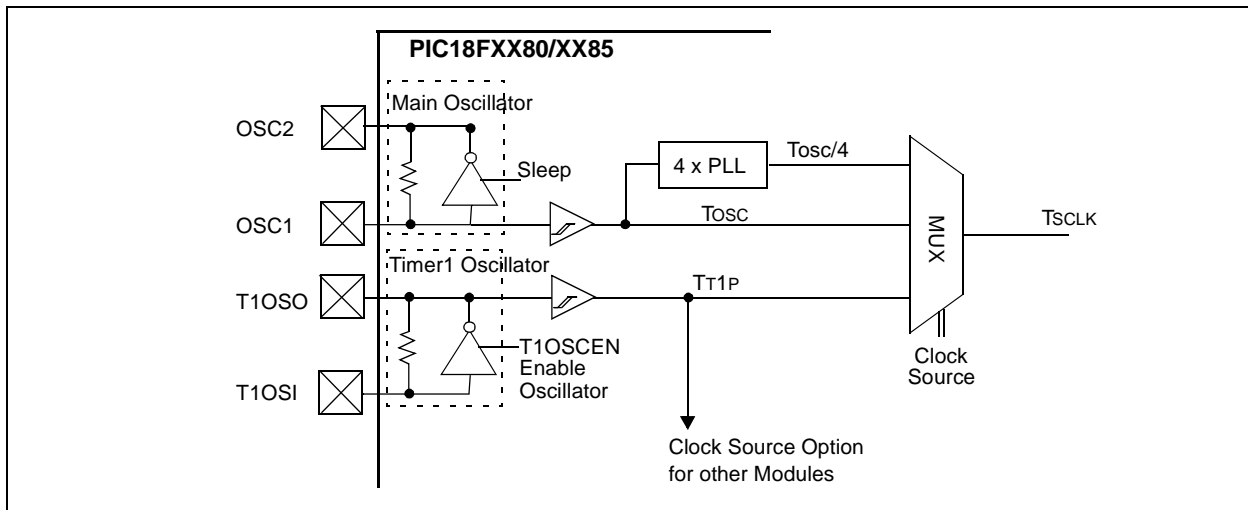 PIC18FXX80/XX85
Main Oscillator
OSC2
Sleep
4 x PLL
TOSC/4
OSC1
TOSC
MUX
TSCLK
Timer1 Oscillator
T1OSO
TT1P
T1OSCEN
Enable
Oscillator
T1OSI
Clock
Source
Clock Source Option
for other Modules